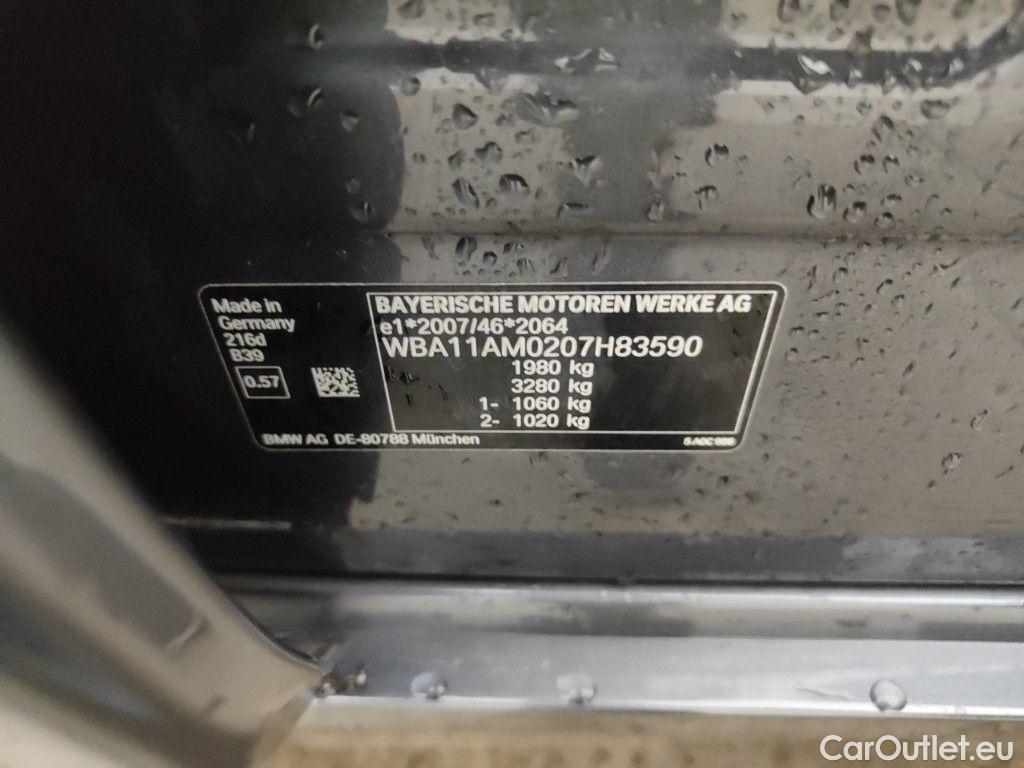 Made in
Germany
216d
B39
0.57
BAYERISCHE MOTOREN WERKE AG
e1*2007/46*2064
WBA11AM0207H83590
1980 kg
3280 kg
1- 1060 kg
2- 1020 kg
BMW AG DE-80788 München
CarOutlet.eu